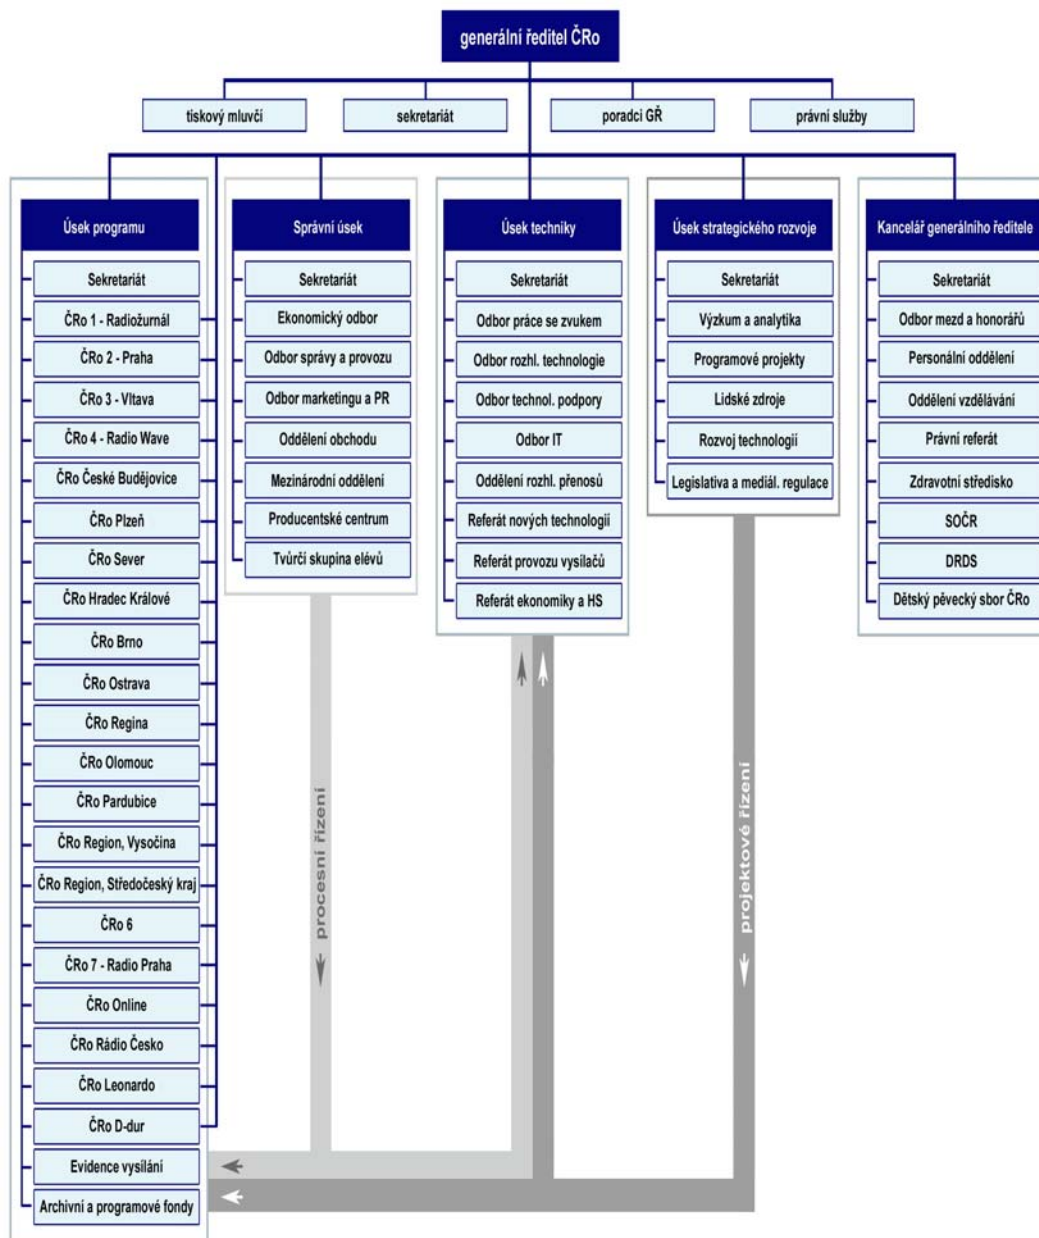 generální ředitel ČRo
tiskový mluvčí
sekretariát
poradci GŘ
právní služby
Úsek programu
Sekretariát
ČRo 1 - Radiožurnál
ČRo 2 - Praha
ČRo 3 - Vltava
ČRo 4 - Radio Wave
ČRo České Budějovice
ČRo Plzeň
ČRo Sever
ČRo Hradec Králové
ČRo Brno
ČRo Ostrava
ČRo Regina
ČRo Olomouc
ČRo Pardubice
ČRo Region, Vysočina
ČRo Region, Středočeský kraj
ČRo 6
ČRo 7 - Radio Praha
ČRo Online
ČRo Rádio Česko
ČRo Leonardo
ČRo D-dur
Evidence vysílání
Archivní a programové fondy
Správní úsek
Sekretariát
Ekonomický odbor
Odbor správy a provozu
Odbor marketingu a PR
Oddělení obchodu
Mezinárodní oddělení
Producentské centrum
Tvůrčí skupina elévů
procesní řízení
Úsek techniky
Sekretariát
Odbor práce se zvukem
Odbor rozhl. technologie
Odbor technol. podpory
Odbor IT
Oddělení rozhl. přenosů
Referát nových technologií
Referát provozu vysílačů
Referát ekonomiky a HS
Úsek strategického rozvoje
Sekretariát
Výzkum a analytika
Programové projekty
Lidské zdroje
Rozvoj technologií
Legislativa a mediál. regulace
projektové řízení
Kancelář generálního ředitele
Sekretariát
Odbor mezd a honorářů
Personální oddělení
Oddělení vzdělávání
Právní referát
Zdravotní středisko
SOČR
DRDS
Dětský pěvecký sbor ČRo